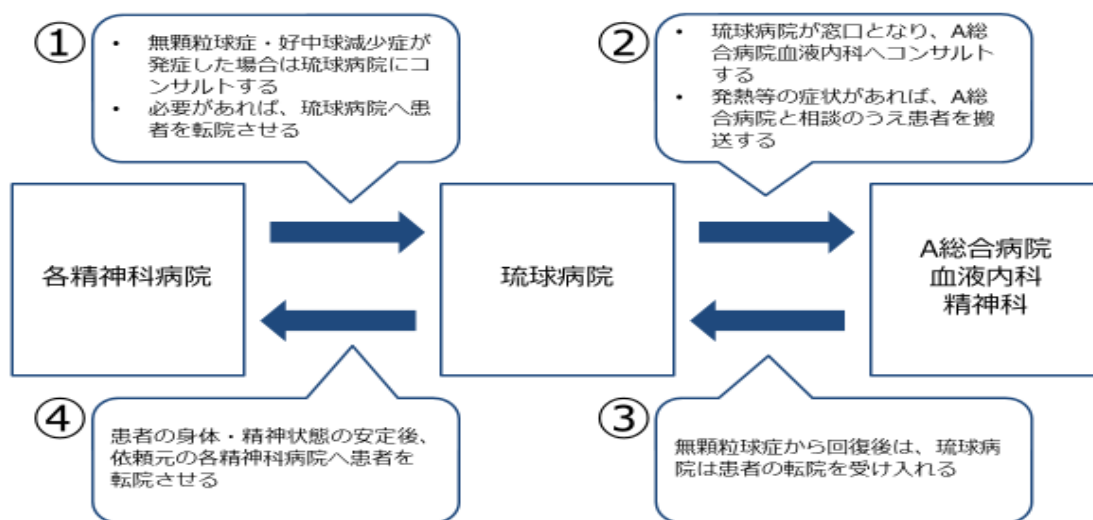 ①
• 無顆粒球症・好中球減少症が
発症した場合は琉球病院にコ
ンサルトする
• 必要があれば、琉球病院へ患
者を転院させる
②
• 琉球病院が窓口となり、A総
合病院血液内科へコンサルト
する
• 発熱等の症状があれば、A総
合病院と相談のうえ患者を搬
送する
各精神科病院
琉球病院
A総合病院
血液内科
精神科
④
患者の身体・精神状態の安定後、
依頼元の各精神科病院へ患者を
転院させる
③
無顆粒球症から回復後は、琉球病
院は患者の転院を受け入れる